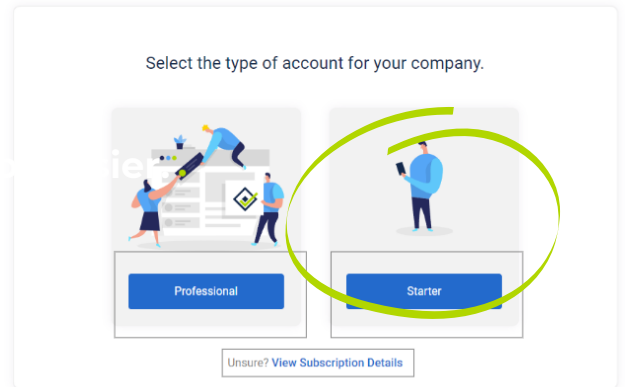 Select the type of account for your company.
Professional
Starter
Unsure? View Subscription Details